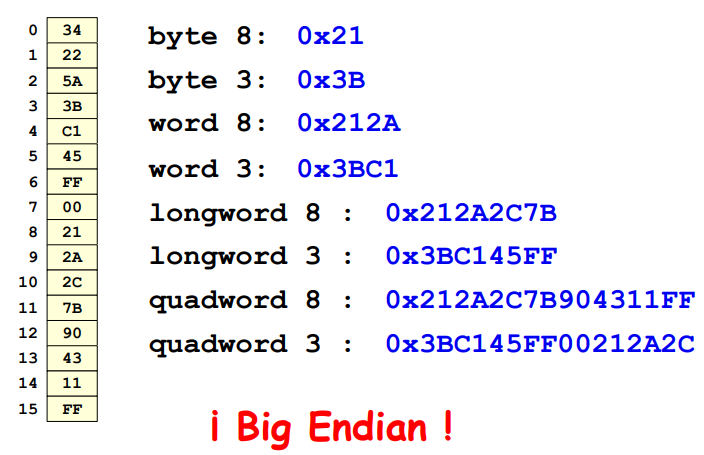 0 34
1 22
2 5A
3 3B
4 C1
5 45
6 FF
7 00
8 21
9 2A
10 2C
11 7B
12 90
13 43
14 11
15 FF
byte 8: 0x21
byte 3: 0x3B
word 8: 0x212A
word 3: 0x3BC1
longword 8 : 0x212A2C7B
longword 3 : 0x3BC145FF
quadword 8 : 0x212A2C7B904311FF
quadword 3 : 0x3BC145FF00212A2C
¡ Big Endian !